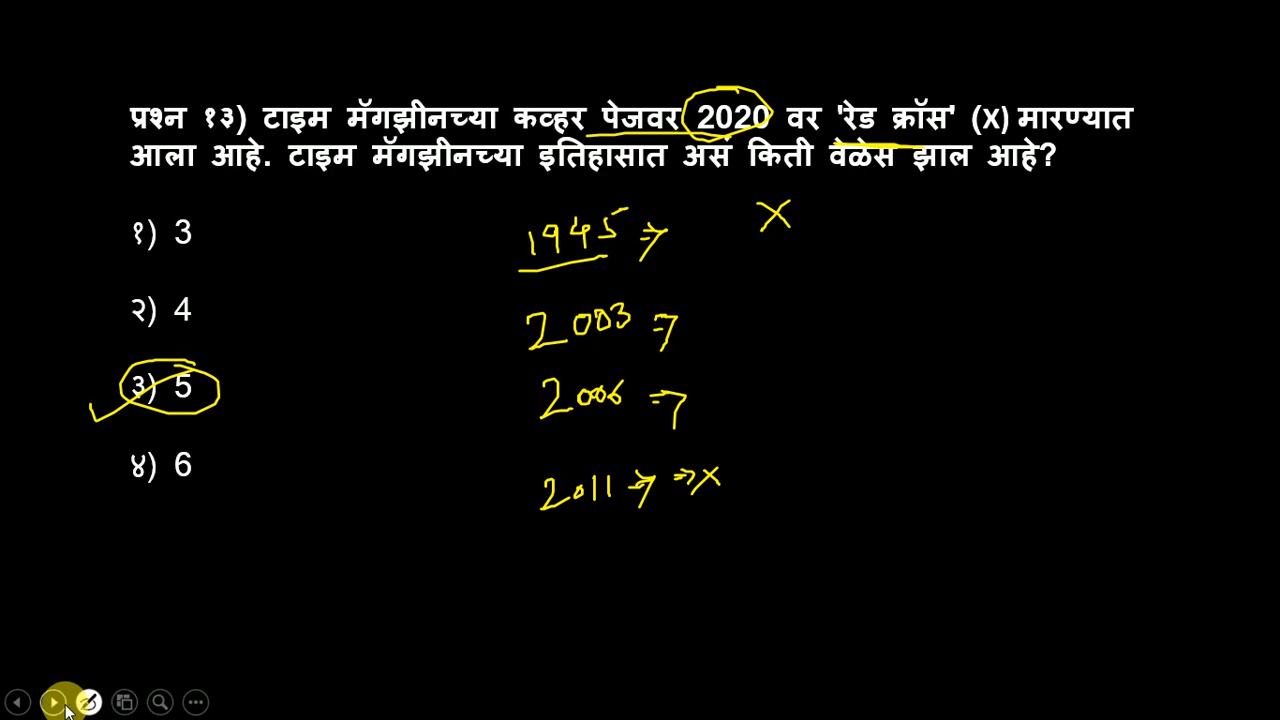 प्रश्न १३) टाइम मॅगझीनच्या कव्हर पेजवर 2020 वर 'रेड क्रॉस' (X) मारण्यात
आला आहे. टाइम मॅगझीनच्या इतिहासात असं किती वेळेस झाल आहे?
१) 3
२) 4
३) 5
४) 6
X
1945 ⇒
2003 ⇒
2006 ⇒
2011 ⇒ ⇒ X